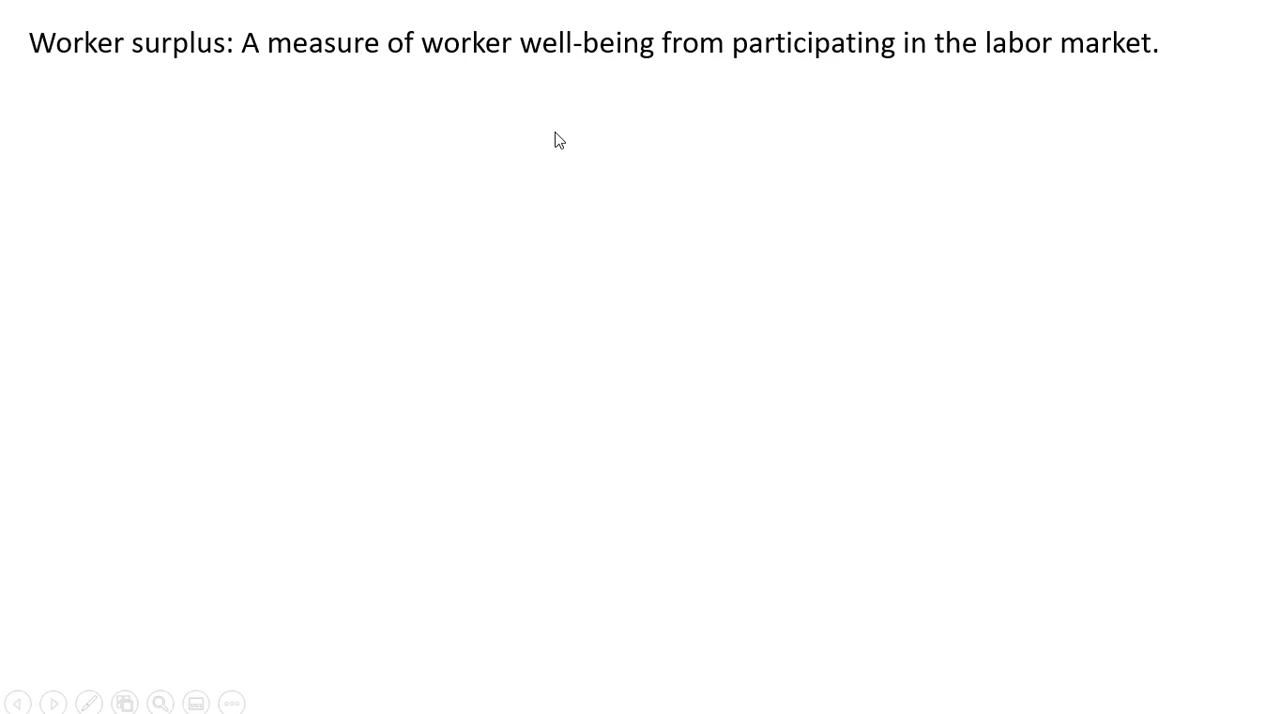 Worker surplus: A measure of worker well-being from participating in the labor market.